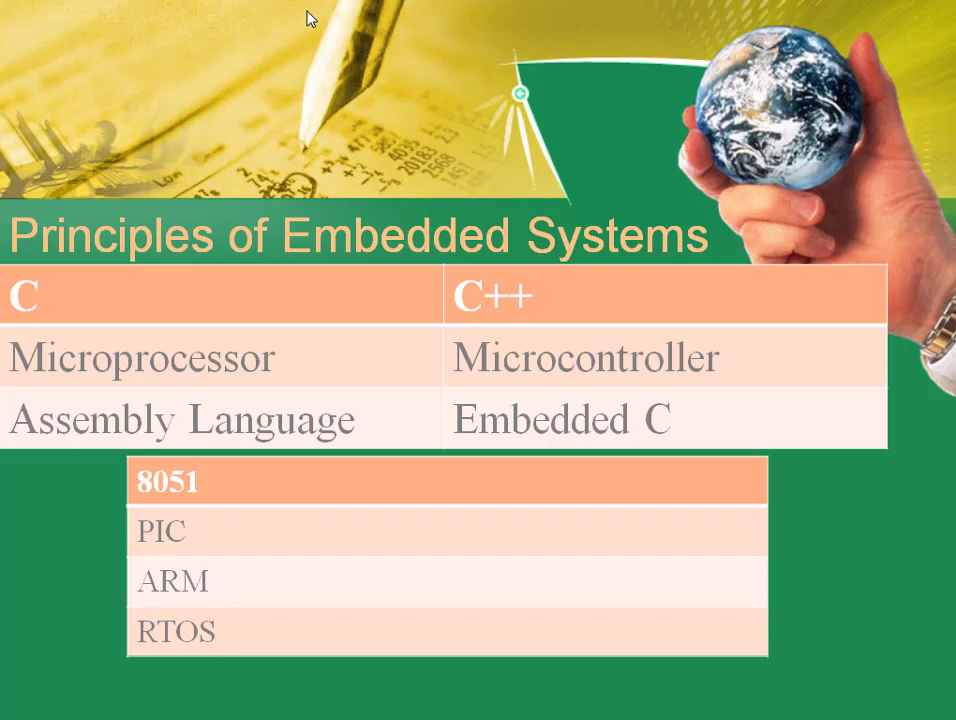 Principles of Embedded Systems
C C++
Microprocessor Microcontroller
Assembly Language Embedded C
8051
PIC
ARM
RTOS